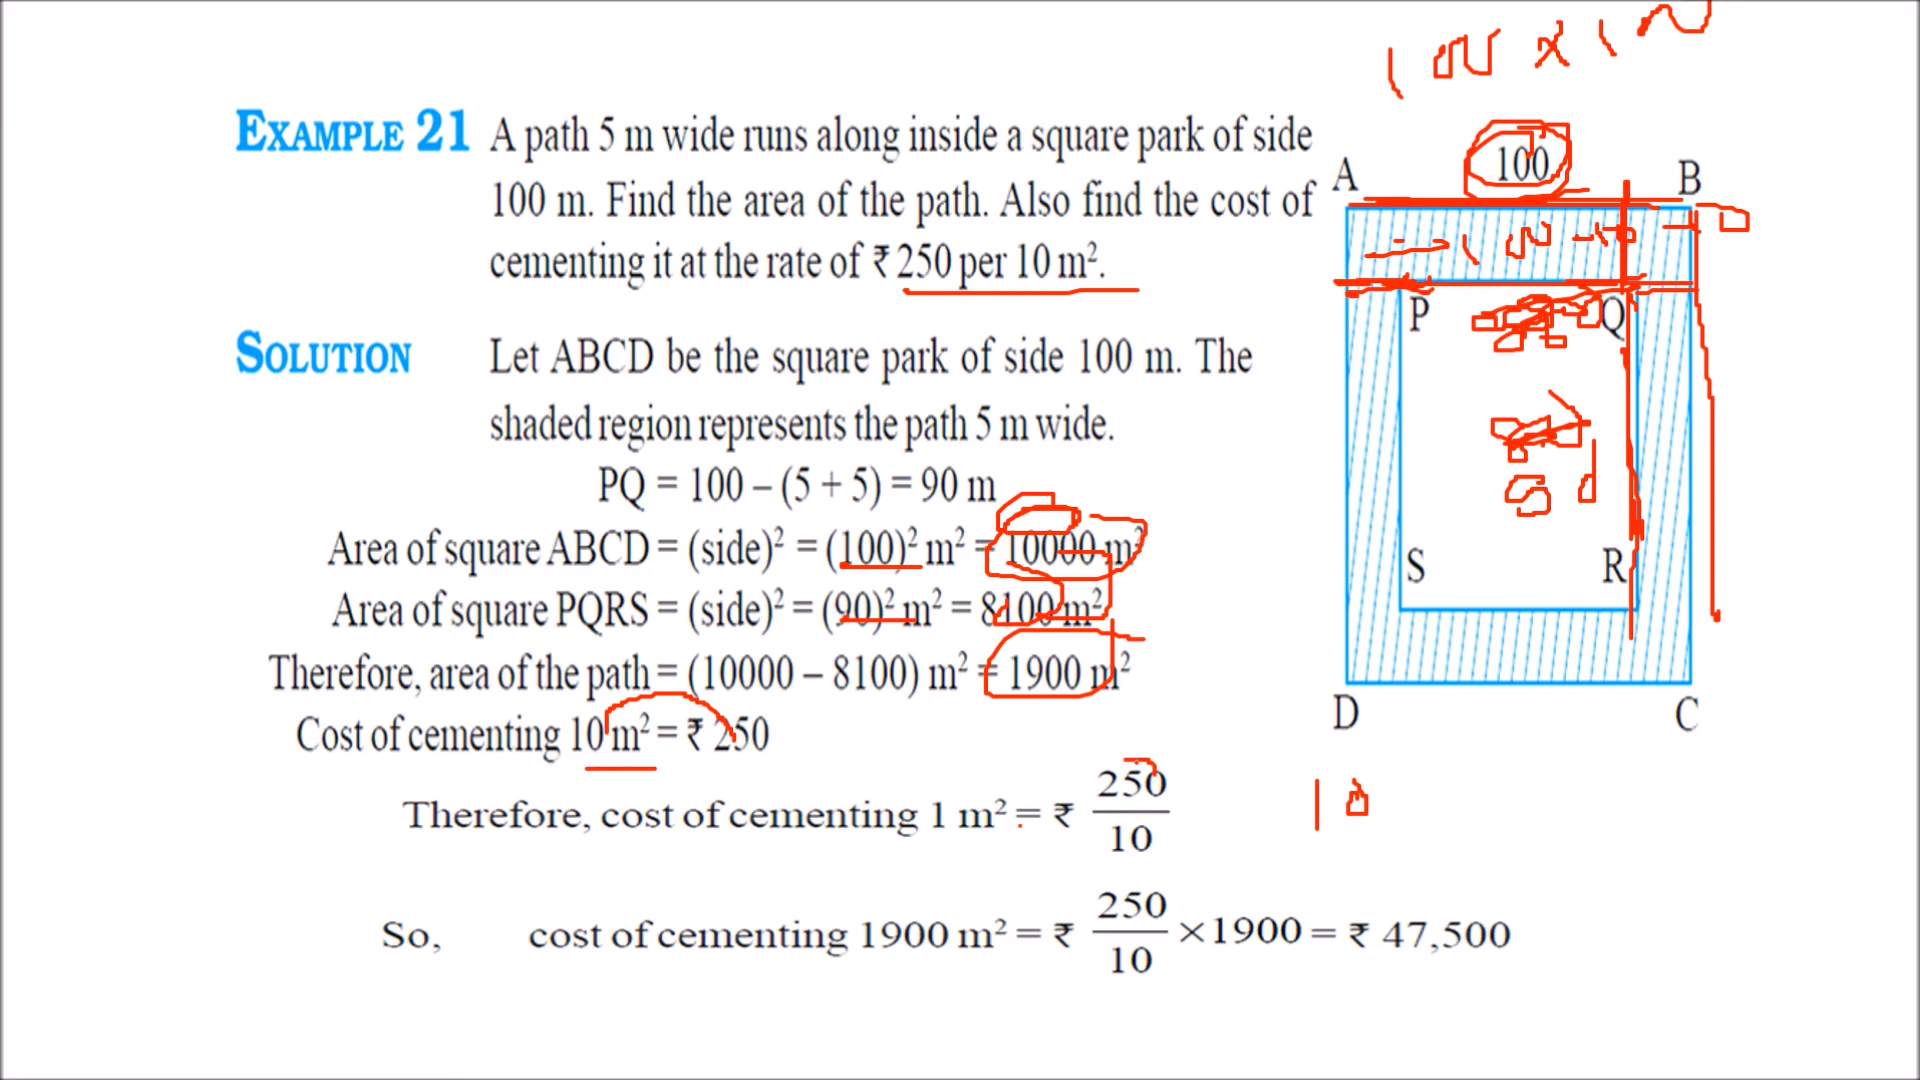 EXAMPLE 21 A path 5 m wide runs along inside a square park of side
100 m. Find the area of the path. Also find the cost of
cementing it at the rate of ₹ 250 per 10 m².
SOLUTION Let ABCD be the square park of side 100 m. The
shaded region represents the path 5 m wide.
PQ = 100 – (5 + 5) = 90 m
Area of square ABCD = (side)² = (100)² m² = 10000 m²
Area of square PQRS = (side)² = (90)² m² = 8100 m²
Therefore, area of the path = (10000 – 8100) m² = 1900 m²
Cost of cementing 10 m² = ₹ 250
Therefore, cost of cementing 1 m² = ₹ 250/10
So, cost of cementing 1900 m² = ₹ 250/10 ×1900 = ₹ 47,500
100
A B
P Q
S R
D C
10